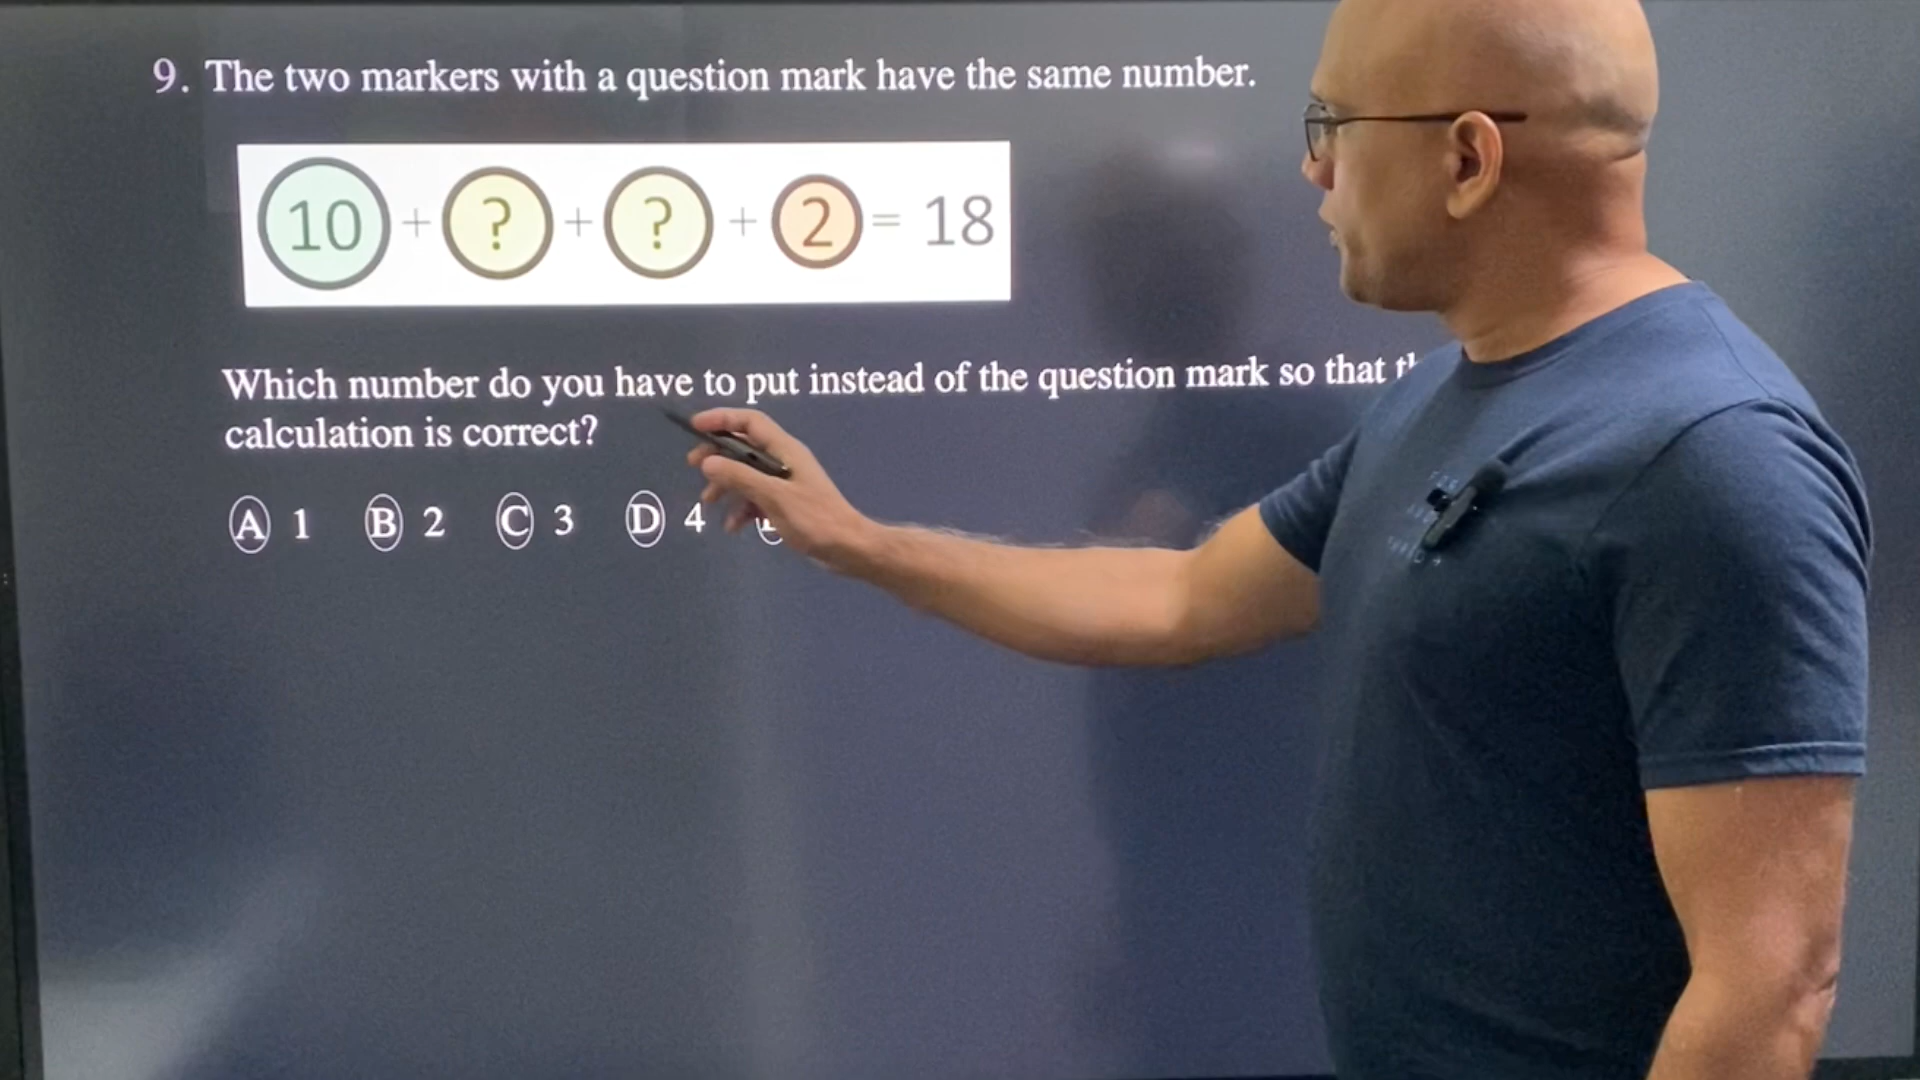 9. The two markers with a question mark have the same number.
10 + ? + ? + 2 = 18
Which number do you have to put instead of the question mark so that
calculation is correct?
A 1 B 2 C 3 D 4